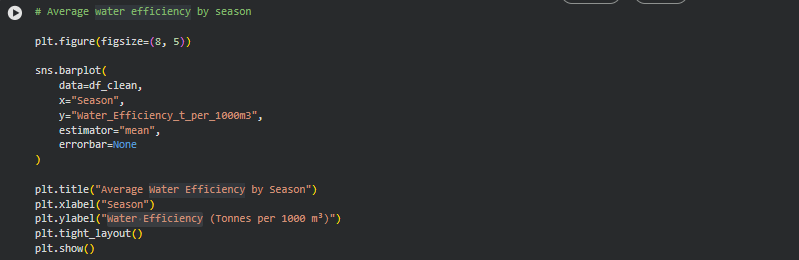 # Average water efficiency by season
plt.figure(figsize=(8, 5))
sns.barplot(
data=df_clean,
x="Season",
y="Water_Efficiency_t_per_1000m3",
estimator="mean",
errorbar=None
)
plt.title("Average Water Efficiency by Season")
plt.xlabel("Season")
plt.ylabel("Water Efficiency (Tonnes per 1000 m³)")
plt.tight_layout()
plt.show()